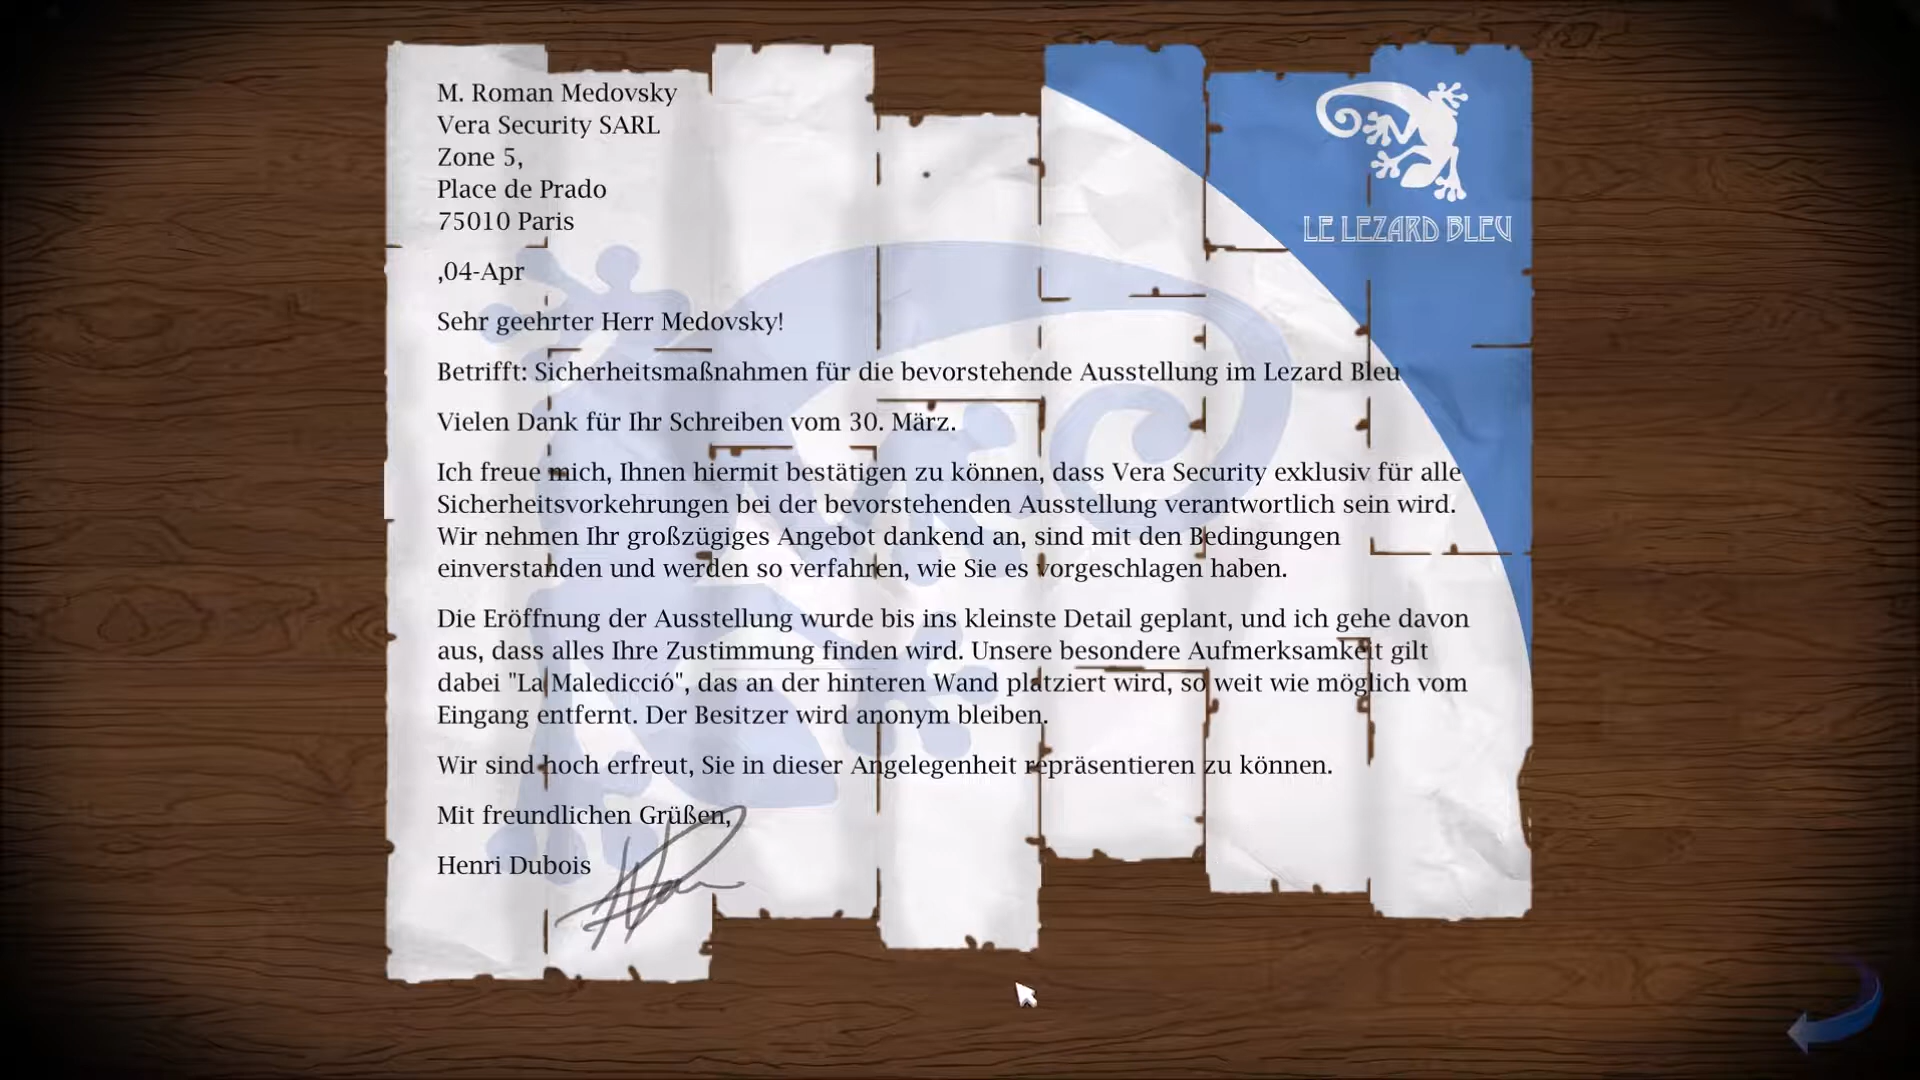 M. Roman Medovsky
Vera Security SARL
Zone 5,
Place de Prado
75010 Paris
LE LEZARD BLEU
,04-Apr
Sehr geehrter Herr Medovsky!
Betrifft: Sicherheitsmaßnahmen für die bevorstehende Ausstellung im Lezard Bleu
Vielen Dank für Ihr Schreiben vom 30. März.
Ich freue mich, Ihnen hiermit bestätigen zu können, dass Vera Security exklusiv für alle
Sicherheitsvorkehrungen bei der bevorstehenden Ausstellung verantwortlich sein wird.
Wir nehmen Ihr großzügiges Angebot dankend an, sind mit den Bedingungen
einverstanden und werden so verfahren, wie Sie es vorgeschlagen haben.
Die Eröffnung der Ausstellung wurde bis ins kleinste Detail geplant, und ich gehe davon
aus, dass alles Ihre Zustimmung finden wird. Unsere besondere Aufmerksamkeit gilt
dabei "La Maledicció", das an der hinteren Wand platziert wird, so weit wie möglich vom
Eingang entfernt. Der Besitzer wird anonym bleiben.
Wir sind hoch erfreut, Sie in dieser Angelegenheit repräsentieren zu können.
Mit freundlichen Grüßen,
Henri Dubois